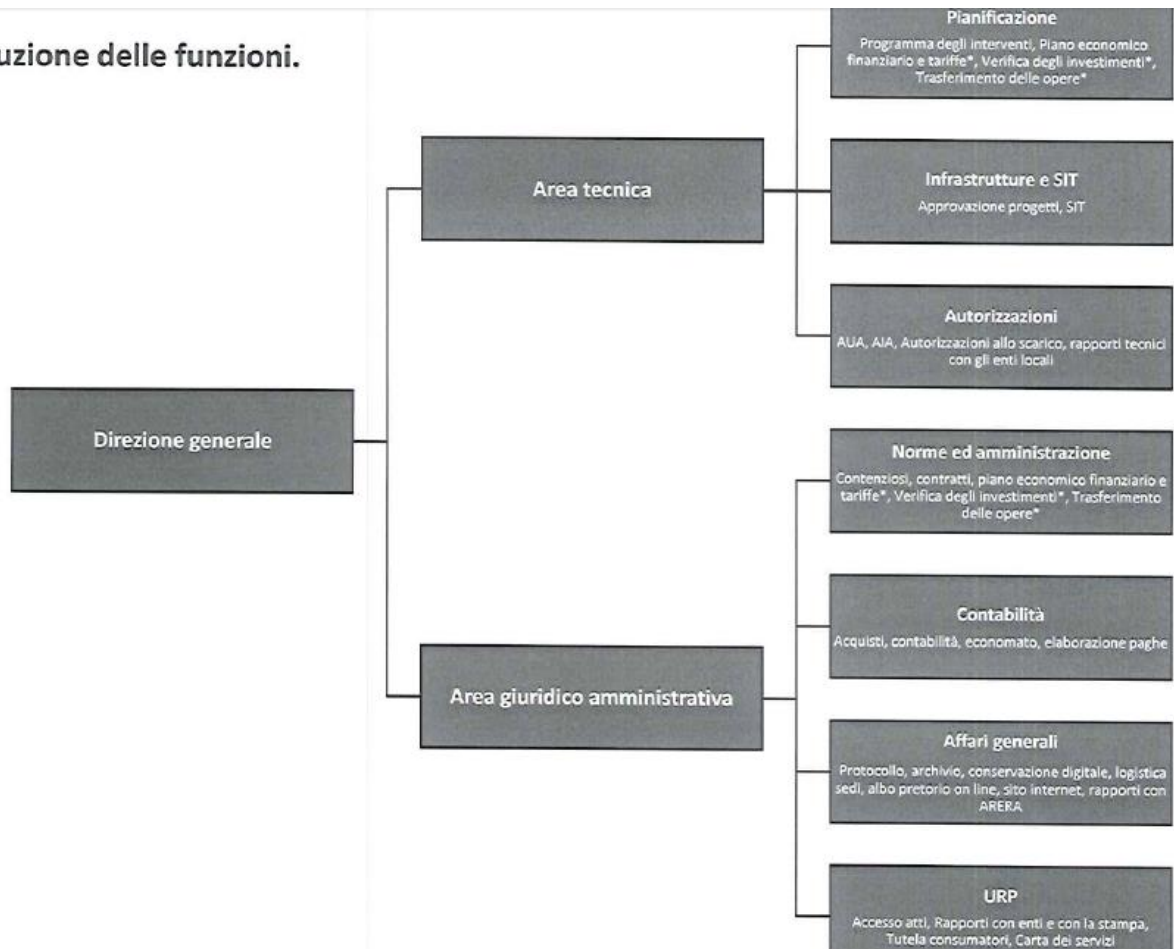 uzione delle funzioni.
Pianificazione
Programma degli interventi, Piano economico
finanziario e tariffe*, Verifica degli investimenti*,
Trasferimento delle opere*
Area tecnica
Infrastrutture e SIT
Approvazione progetti, SIT
Autorizzazioni
AUA, AIA, Autorizzazioni allo scarico, rapporti tecnici
con gli enti locali
Direzione generale
Norme ed amministrazione
Contenziosi, contratti, piano economico finanziario e
tariffe*, Verifica degli investimenti*, Trasferimento
delle opere*
Contabilità
Acquisti, contabilità, economato, elaborazione paghe
Area giuridico amministrativa
Affari generali
Protocollo, archivio, conservazione digitale, logistica
sedi, albo pretorio on line, sito internet, rapporti con
ARERA
URP
Accesso atti, Rapporti con enti e con la stampa,
Tutela consumatori, Carta dei servizi